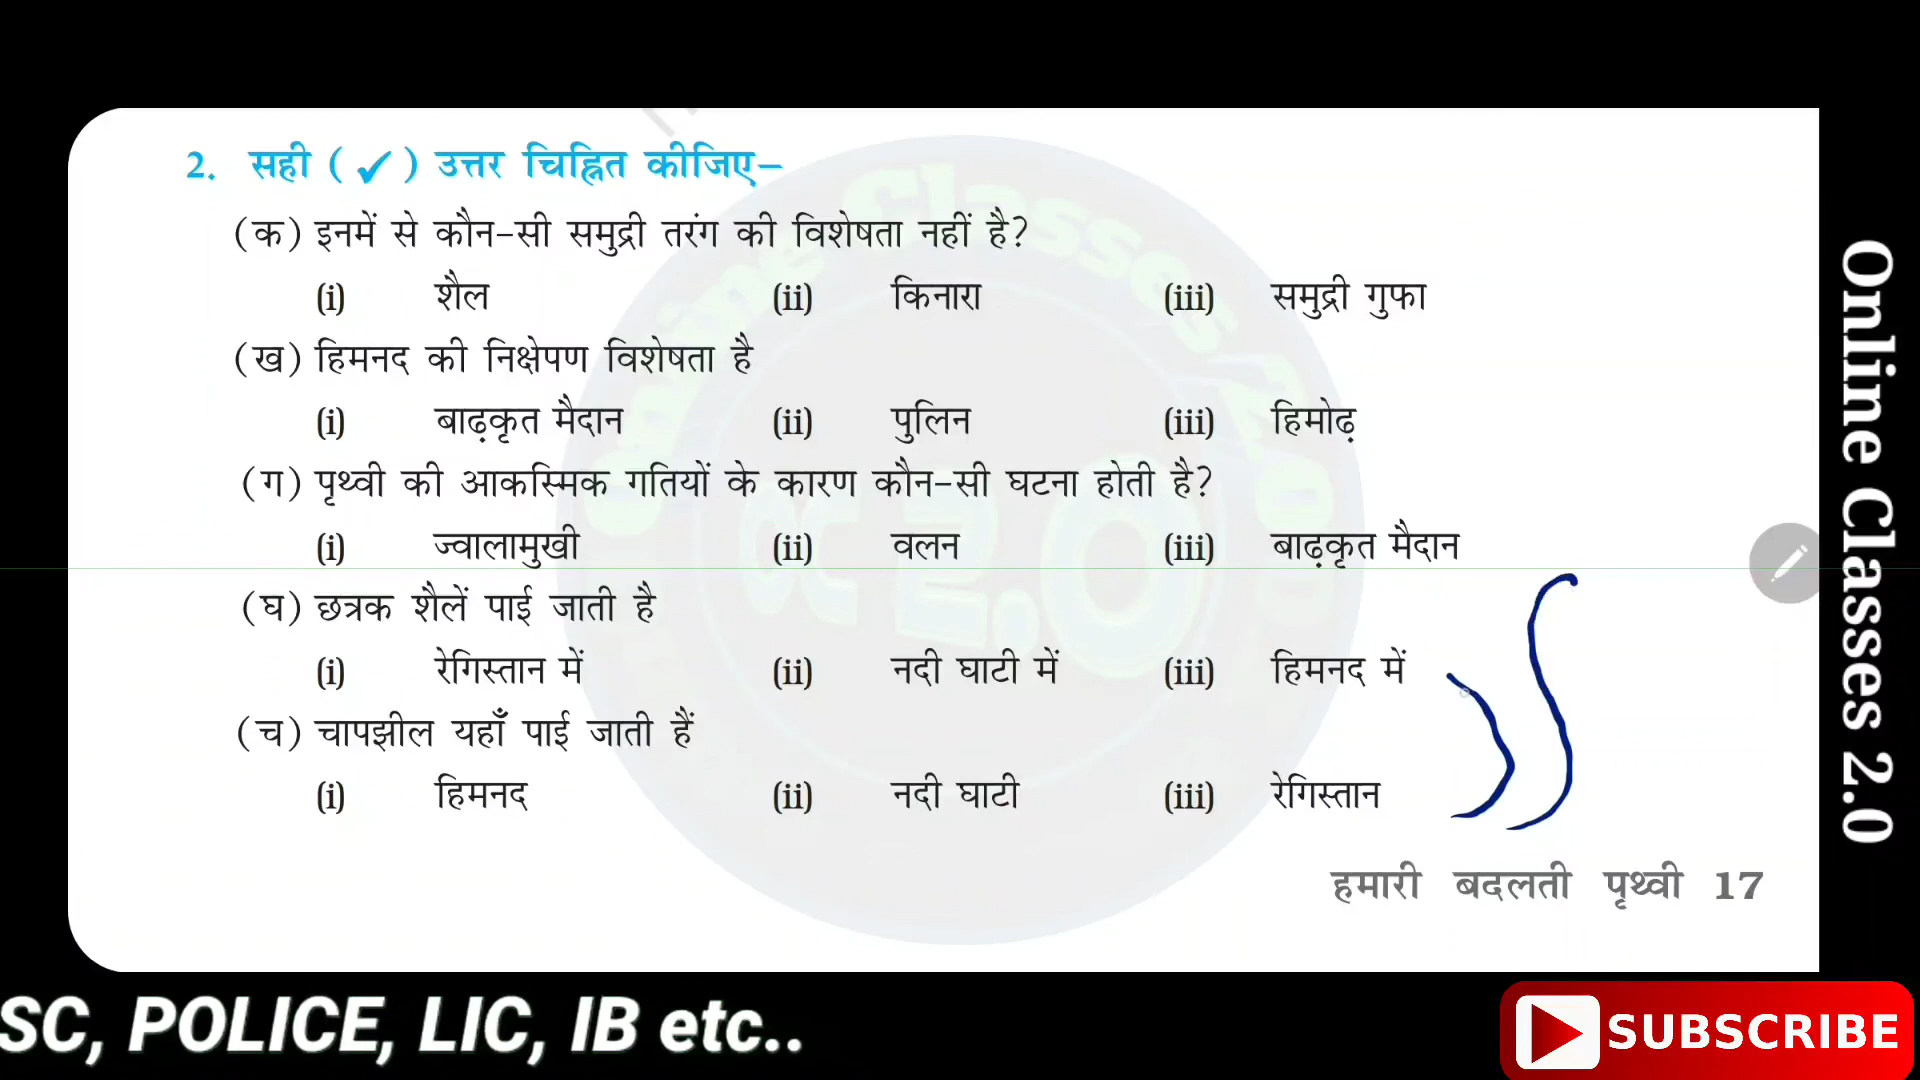 2. सही ( ✓ ) उत्तर चिह्नित कीजिए–
(क) इनमें से कौन-सी समुद्री तरंग की विशेषता नहीं है?
(i) शैल (ii) किनारा (iii) समुद्री गुफा
(ख) हिमनद की निक्षेपण विशेषता है
(i) बाढ़कृत मैदान (ii) पुलिन (iii) हिमोढ़
(ग) पृथ्वी की आकस्मिक गतियों के कारण कौन-सी घटना होती है?
(i) ज्वालामुखी (ii) वलन (iii) बाढ़कृत मैदान
(घ) छत्रक शैलें पाई जाती है
(i) रेगिस्तान में (ii) नदी घाटी में (iii) हिमनद में
(च) चापझील यहाँ पाई जाती हैं
(i) हिमनद (ii) नदी घाटी (iii) रेगिस्तान
हमारी बदलती पृथ्वी 17
Online Classes 2.0
SC, POLICE, LIC, IB etc..
SUBSCRIBE